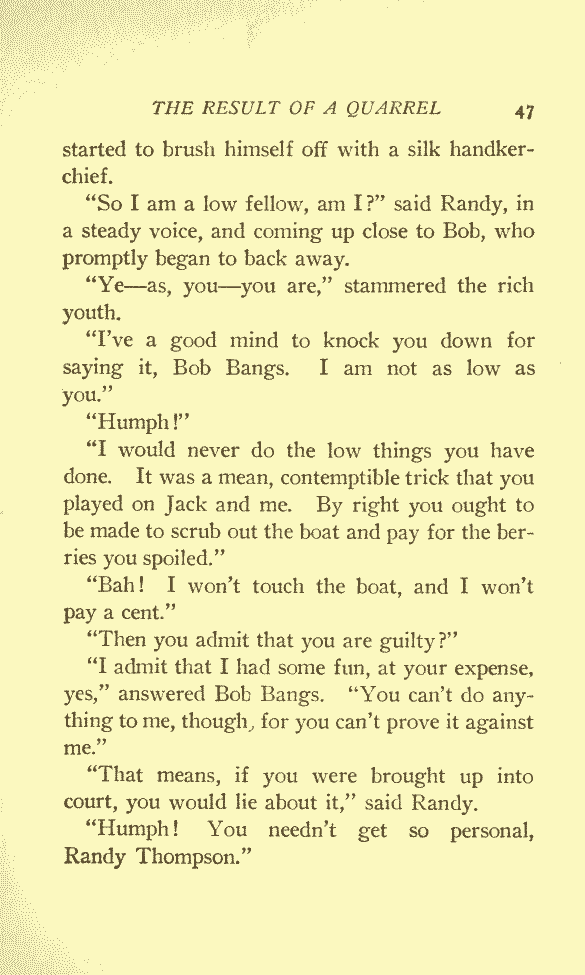 THE RESULT OF A QUARREL 47
started to brush himself off with a silk handker-
chief.
“So I am a low fellow, am I?” said Randy, in
a steady voice, and coming up close to Bob, who
promptly began to back away.
“Ye—as, you—you are,” stammered the rich
youth.
“I’ve a good mind to knock you down for
saying it, Bob Bangs. I am not as low as
you.”
“Humph!”
“I would never do the low things you have
done. It was a mean, contemptible trick that you
played on Jack and me. By right you ought to
be made to scrub out the boat and pay for the ber-
ries you spoiled.”
“Bah! I won’t touch the boat, and I won’t
pay a cent.”
“Then you admit that you are guilty?”
“I admit that I had some fun, at your expense,
yes,” answered Bob Bangs. “You can’t do any-
thing to me, though, for you can’t prove it against
me.”
“That means, if you were brought up into
court, you would lie about it,” said Randy.
“Humph! You needn’t get so personal,
Randy Thompson.”